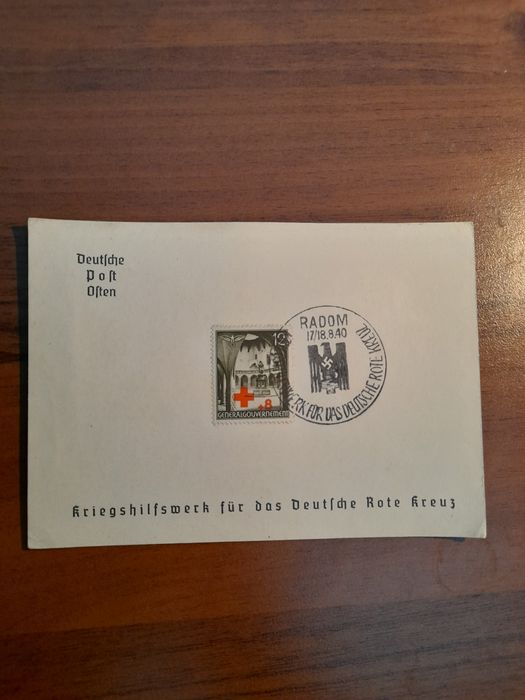 Deutſche
Poſt
Oſten
12
+8
GENERALGOUVERNEMENT
RADOM
17/18.8.40
FÜR DAS DEUTSCHE ROTE KREUZ
Kriegshilfswerk für das Deutſche Rote Kreuz